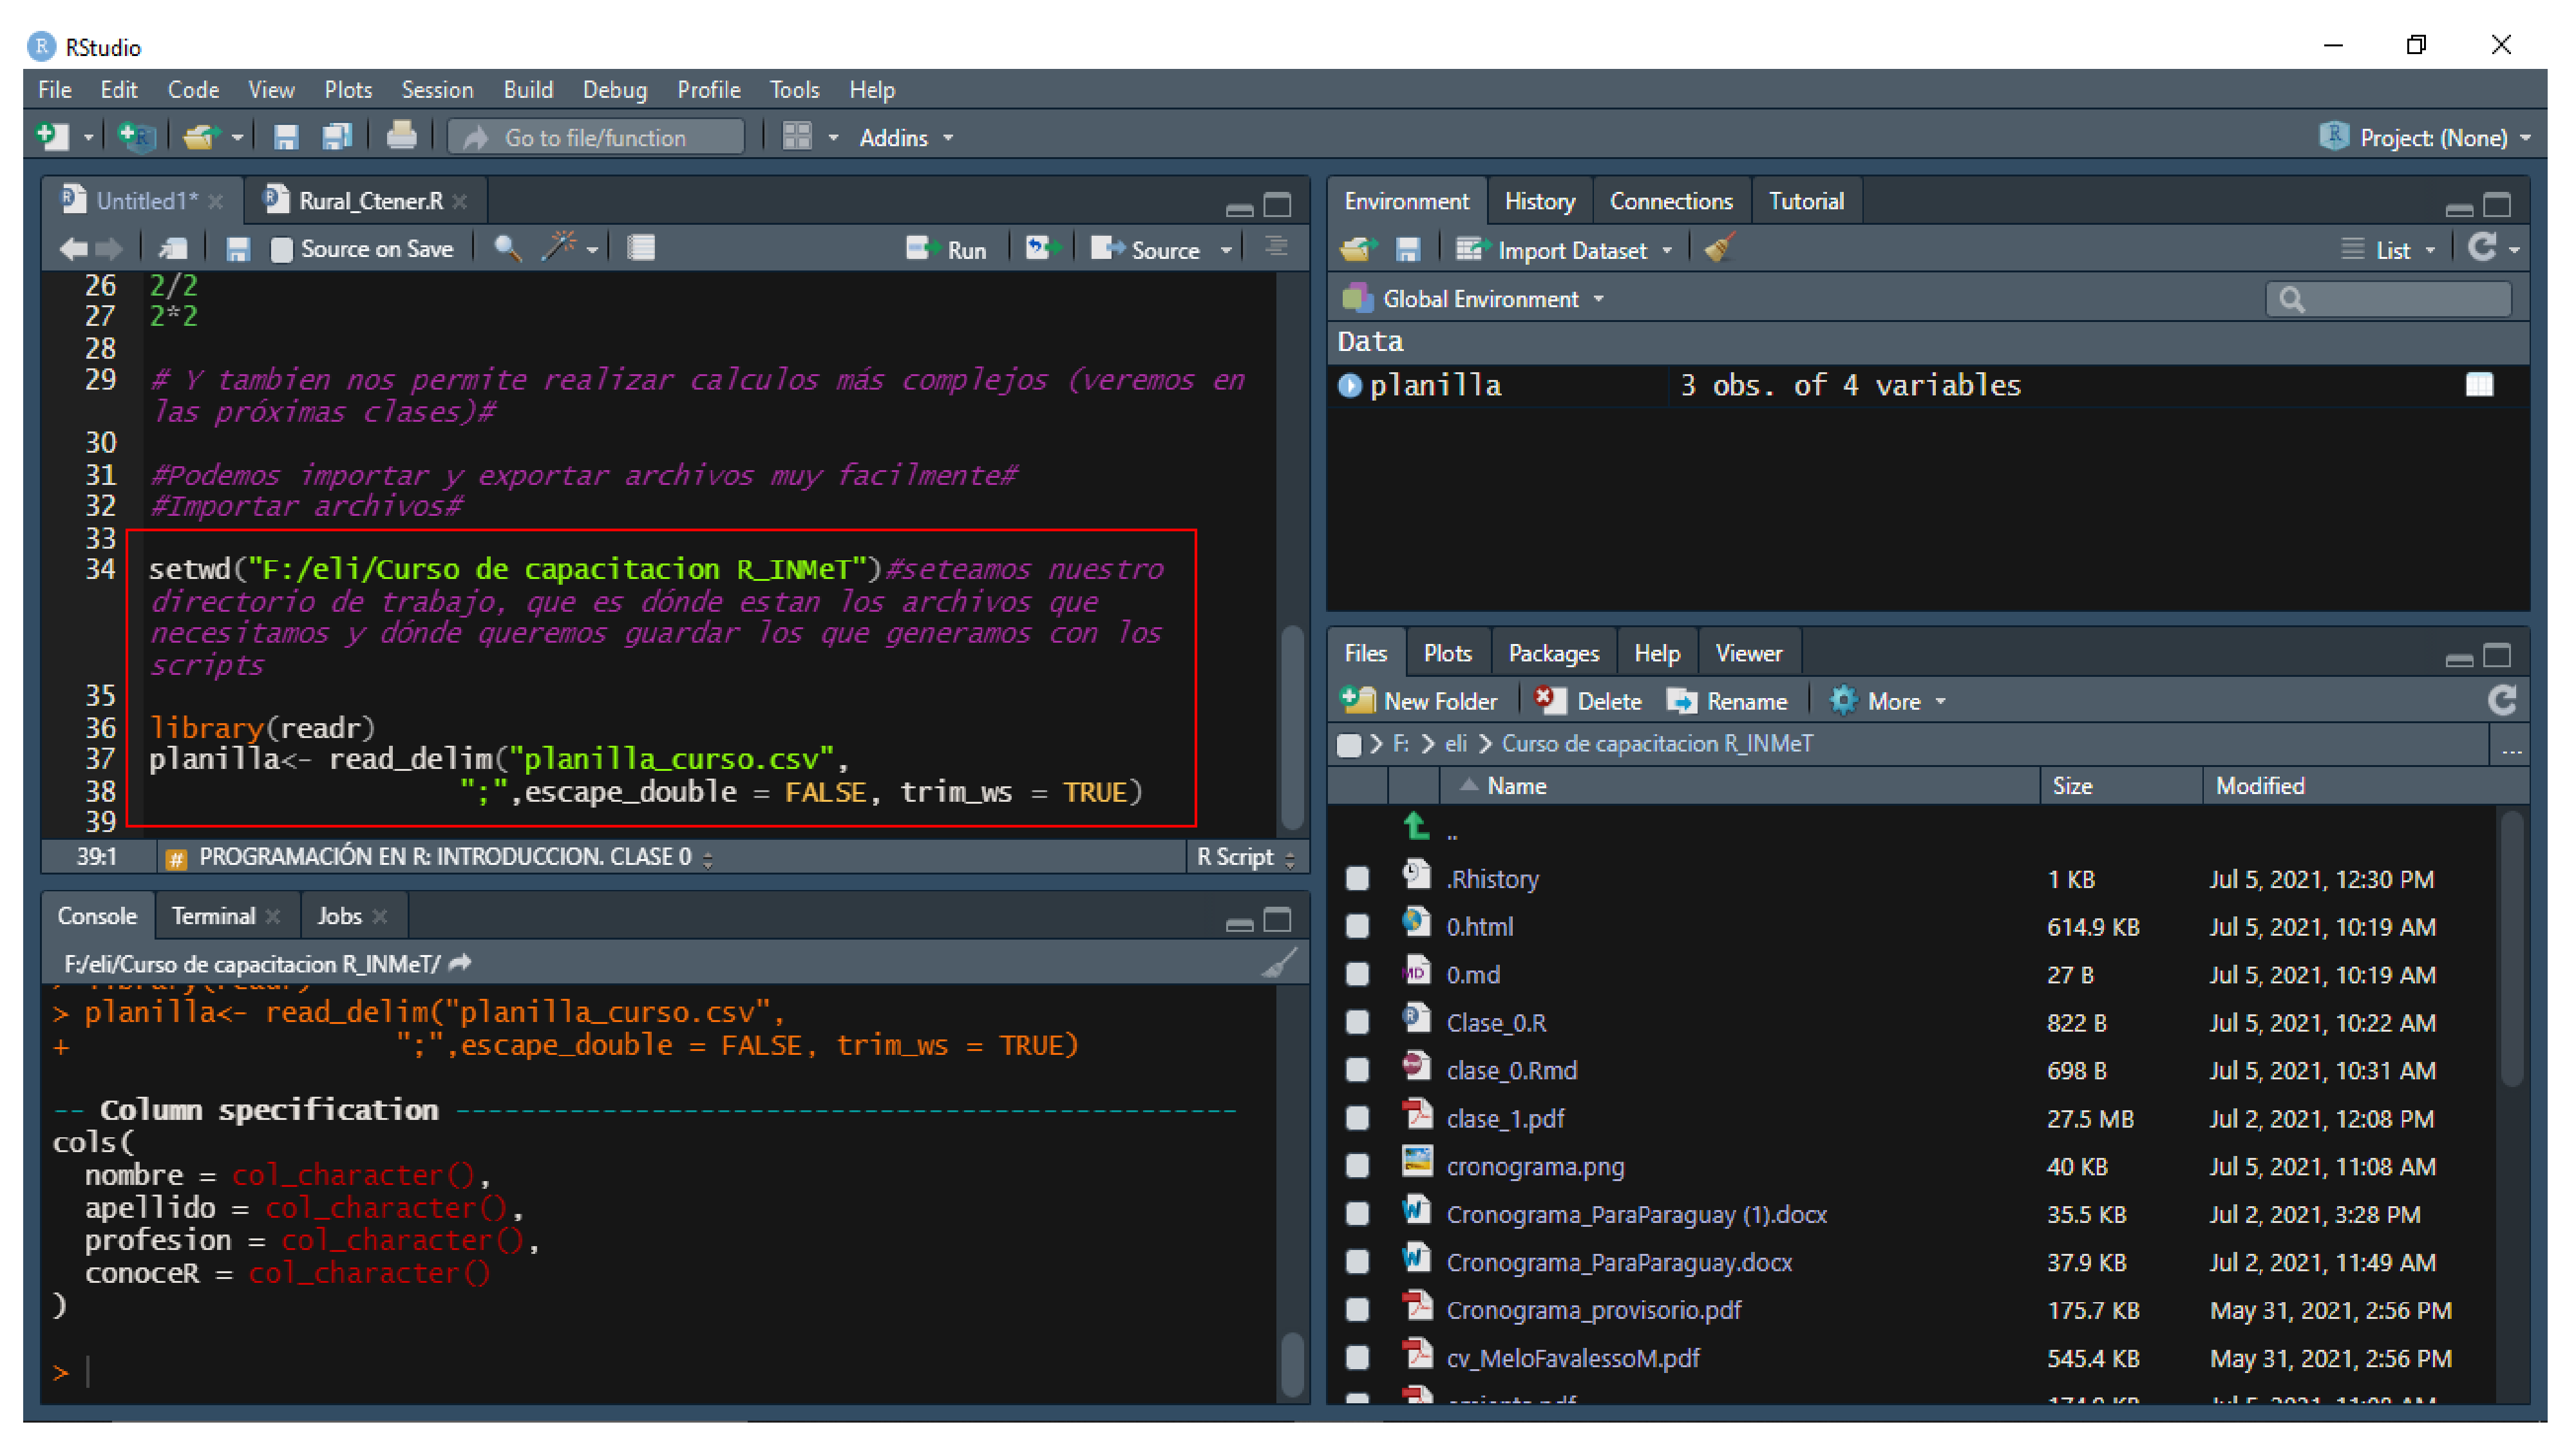 RStudio
File Edit Code View Plots Session Build Debug Profile Tools Help
Go to file/function Addins Project: (None)
Untitled1* Rural_Ctener.R
Source on Save Run Source
26 2/2
27 2*2
28
29 # Y tambien nos permite realizar calculos más complejos (veremos en
las próximas clases)#
30
31 #Podemos importar y exportar archivos muy facilmente#
32 #Importar archivos#
33
34 setwd("F:/eli/Curso de capacitacion R_INMeT")#seteamos nuestro
directorio de trabajo, que es dónde estan los archivos que
necesitamos y dónde queremos guardar los que generamos con los
scripts
35
36 library(readr)
37 planilla<- read_delim("planilla_curso.csv",
38 ";",escape_double = FALSE, trim_ws = TRUE)
39
39:1 # PROGRAMACIÓN EN R: INTRODUCCION. CLASE 0 R Script
Console Terminal Jobs
F:/eli/Curso de capacitacion R_INMeT/
> library(readr)
> planilla<- read_delim("planilla_curso.csv",
+ ";",escape_double = FALSE, trim_ws = TRUE)
-- Column specification ------------------------------------------------
cols(
nombre = col_character(),
apellido = col_character(),
profesion = col_character(),
conoceR = col_character()
)
>
Environment History Connections Tutorial
Import Dataset List
Global Environment
Data
planilla 3 obs. of 4 variables
Files Plots Packages Help Viewer
New Folder Delete Rename More
F: eli Curso de capacitacion R_INMeT ...
Name Size Modified
..
.Rhistory 1 KB Jul 5, 2021, 12:30 PM
0.html 614.9 KB Jul 5, 2021, 10:19 AM
0.md 27 B Jul 5, 2021, 10:19 AM
Clase_0.R 822 B Jul 5, 2021, 10:22 AM
clase_0.Rmd 698 B Jul 5, 2021, 10:31 AM
clase_1.pdf 27.5 MB Jul 2, 2021, 12:08 PM
cronograma.png 40 KB Jul 5, 2021, 11:08 AM
Cronograma_ParaParaguay (1).docx 35.5 KB Jul 2, 2021, 3:28 PM
Cronograma_ParaParaguay.docx 37.9 KB Jul 2, 2021, 11:49 AM
Cronograma_provisorio.pdf 175.7 KB May 31, 2021, 2:56 PM
cv_MeloFavalessoM.pdf 545.4 KB May 31, 2021, 2:56 PM